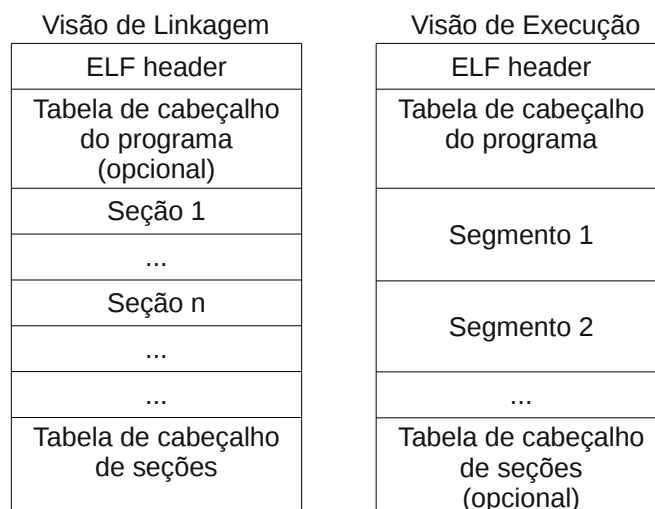 Visão de Linkagem
ELF header
Tabela de cabeçalho
do programa
(opcional)
Seção 1
...
Seção n
...
...
Tabela de cabeçalho
de seções
Visão de Execução
ELF header
Tabela de cabeçalho
do programa
Segmento 1
Segmento 2
...
Tabela de cabeçalho
de seções
(opcional)